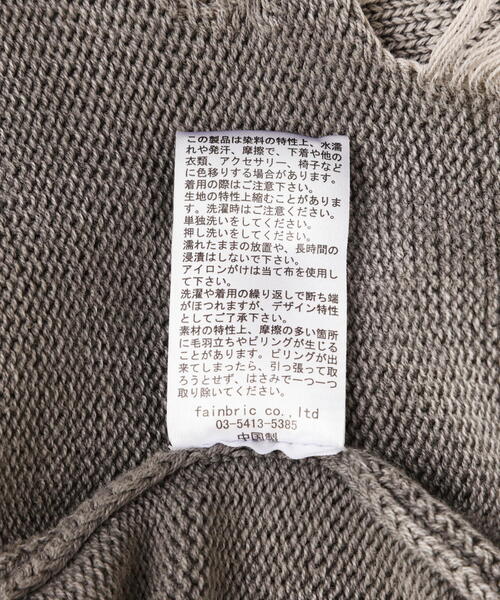 この製品は染料の特性上、水濡
れや発汗、摩擦で、下着や他の
衣類、アクセサリー、椅子など
に色移りする場合があります。
着用の際はご注意下さい。
生地の特性上縮むことがありま
す。洗濯時はご注意ください。
単独洗いをしてください。
押し洗いをしてください。
濡れたままの放置や、長時間の
浸漬はしないで下さい。
アイロンがけは当て布を使用し
て下さい。
洗濯や着用の繰り返しで断ち端
がほつれますが、デザイン特性
としてご了承下さい。
素材の特性上、摩擦の多い箇所
に毛羽立ちやピリングが生じる
ことがあります。ピリングが出
来てしまったら、引っ張って取
ろうとせず、はさみで一つ一つ
取り除いてください。
fainbric co.,ltd
03-5413-5385
中国製